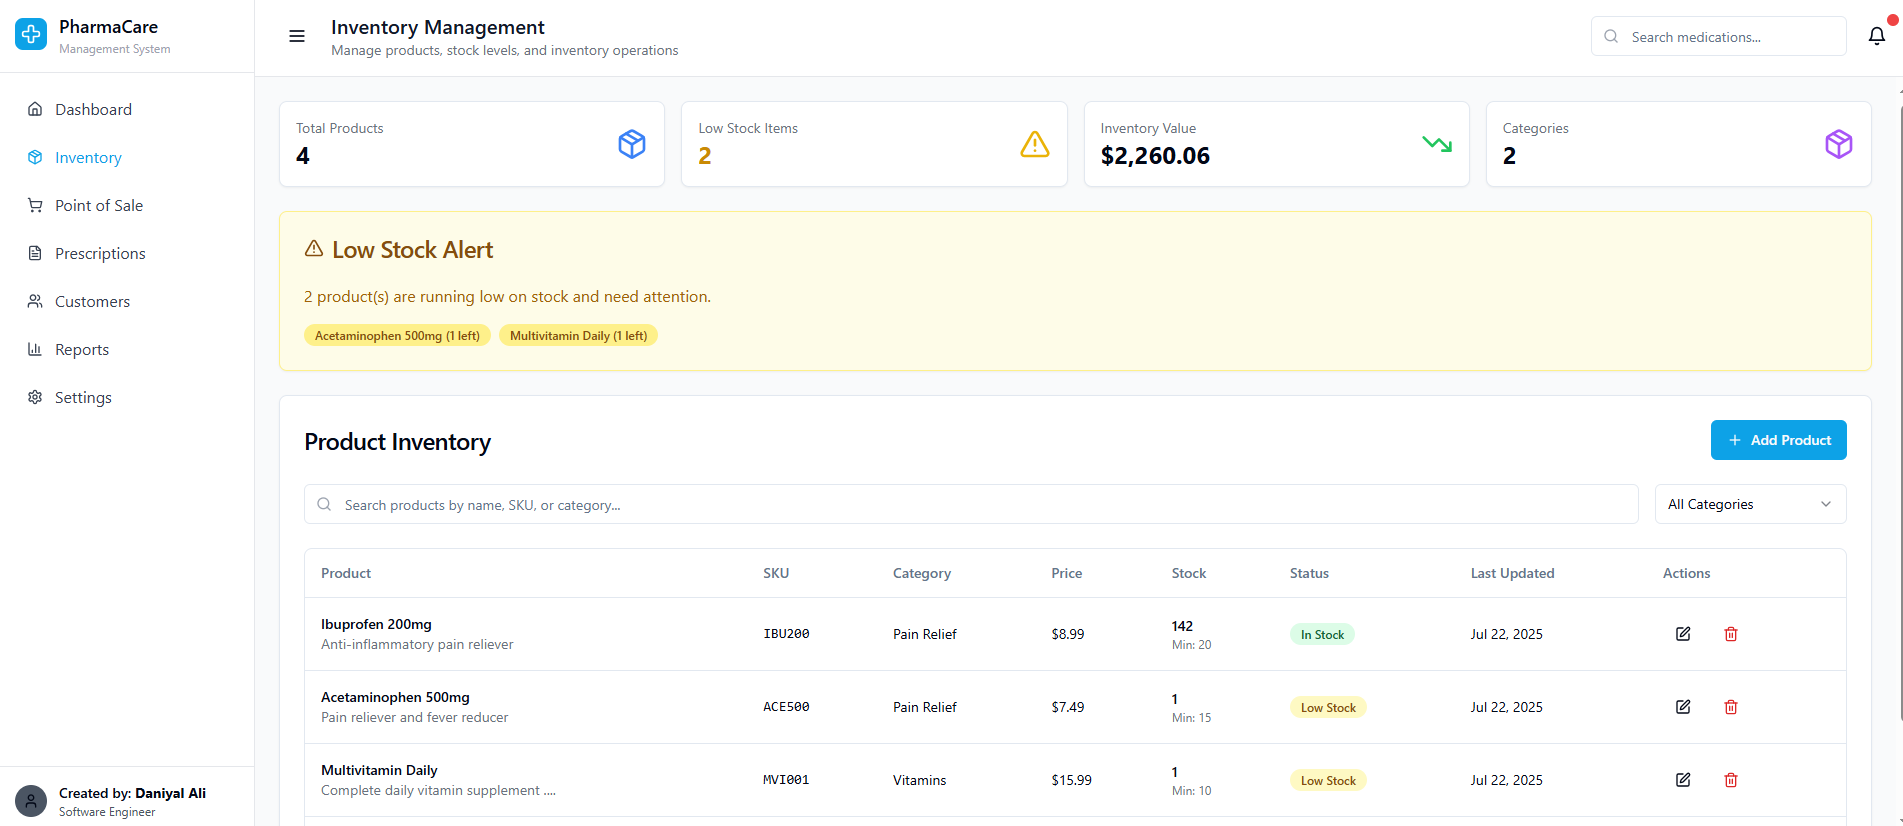 PharmaCare
Management System
Dashboard
Inventory
Point of Sale
Prescriptions
Customers
Reports
Settings
Created by: Daniyal Ali
Software Engineer
Inventory Management
Manage products, stock levels, and inventory operations
Search medications...
Total Products
4
Low Stock Items
2
Inventory Value
$2,260.06
Categories
2
Low Stock Alert
2 product(s) are running low on stock and need attention.
Acetaminophen 500mg (1 left) Multivitamin Daily (1 left)
Product Inventory
Add Product
Search products by name, SKU, or category...
All Categories
Product SKU Category Price Stock Status Last Updated Actions
Ibuprofen 200mg
Anti-inflammatory pain reliever
IBU200 Pain Relief $8.99
142
Min: 20
In Stock Jul 22, 2025
Acetaminophen 500mg
Pain reliever and fever reducer
ACE500 Pain Relief $7.49
1
Min: 15
Low Stock Jul 22, 2025
Multivitamin Daily
Complete daily vitamin supplement ....
MVI001 Vitamins $15.99
1
Min: 10
Low Stock Jul 22, 2025